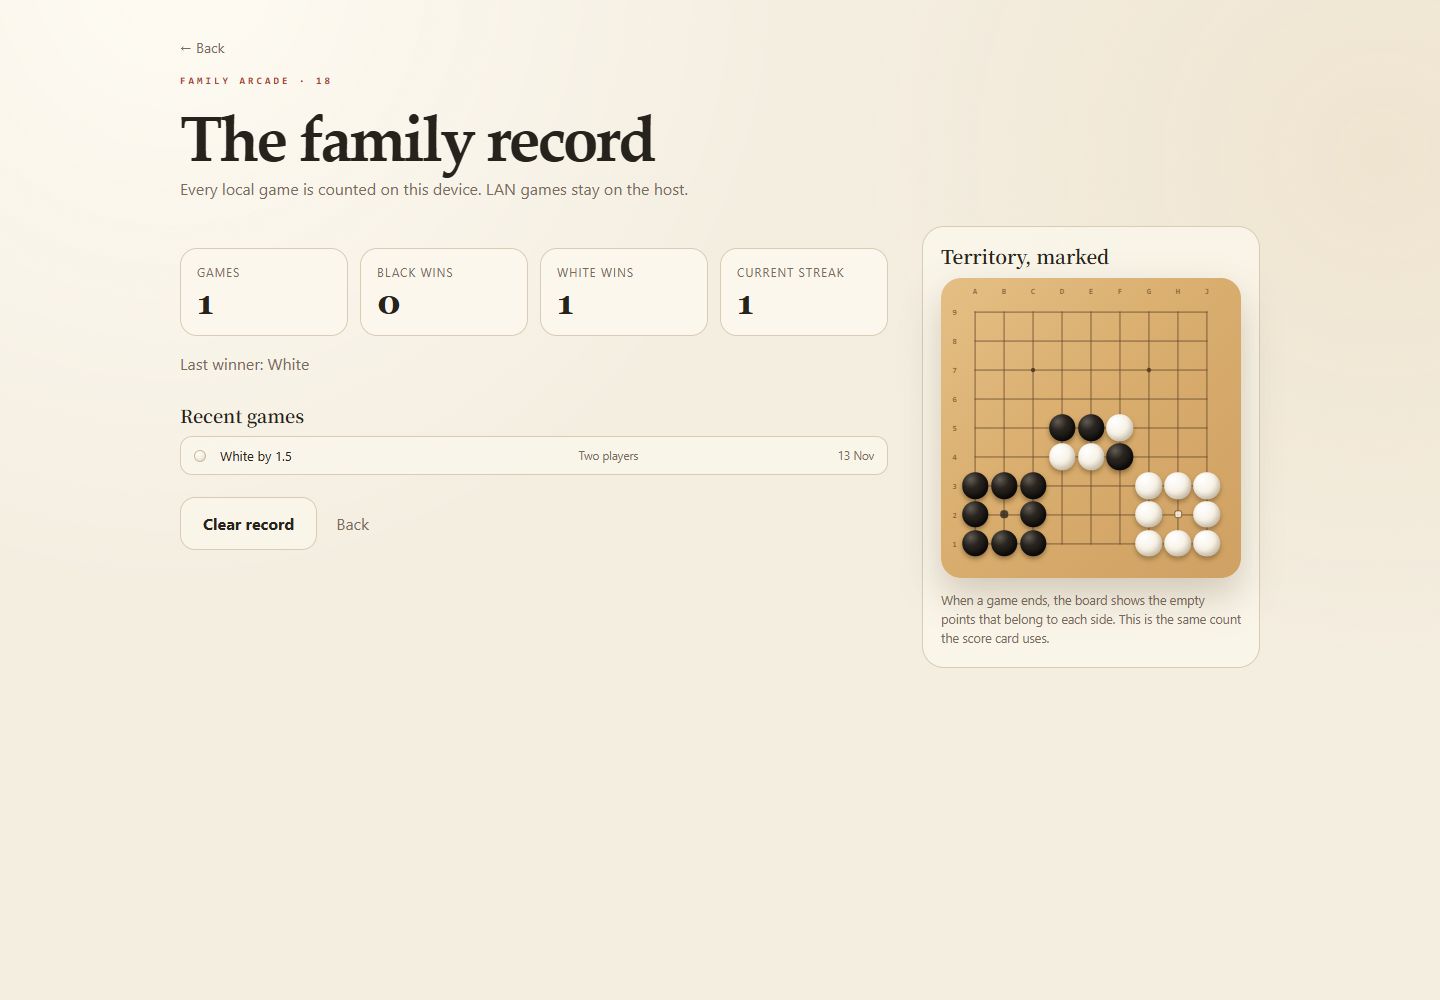 ← Back
FAMILY ARCADE · 18
The family record
Every local game is counted on this device. LAN games stay on the host.
GAMES
1
BLACK WINS
0
WHITE WINS
1
CURRENT STREAK
1
Last winner: White
Recent games
White by 1.5 Two players 13 Nov
Clear record Back
Territory, marked
A B C D E F G H J
9
8
7
6
5
4
3
2
1
When a game ends, the board shows the empty
points that belong to each side. This is the same count
the score card uses.